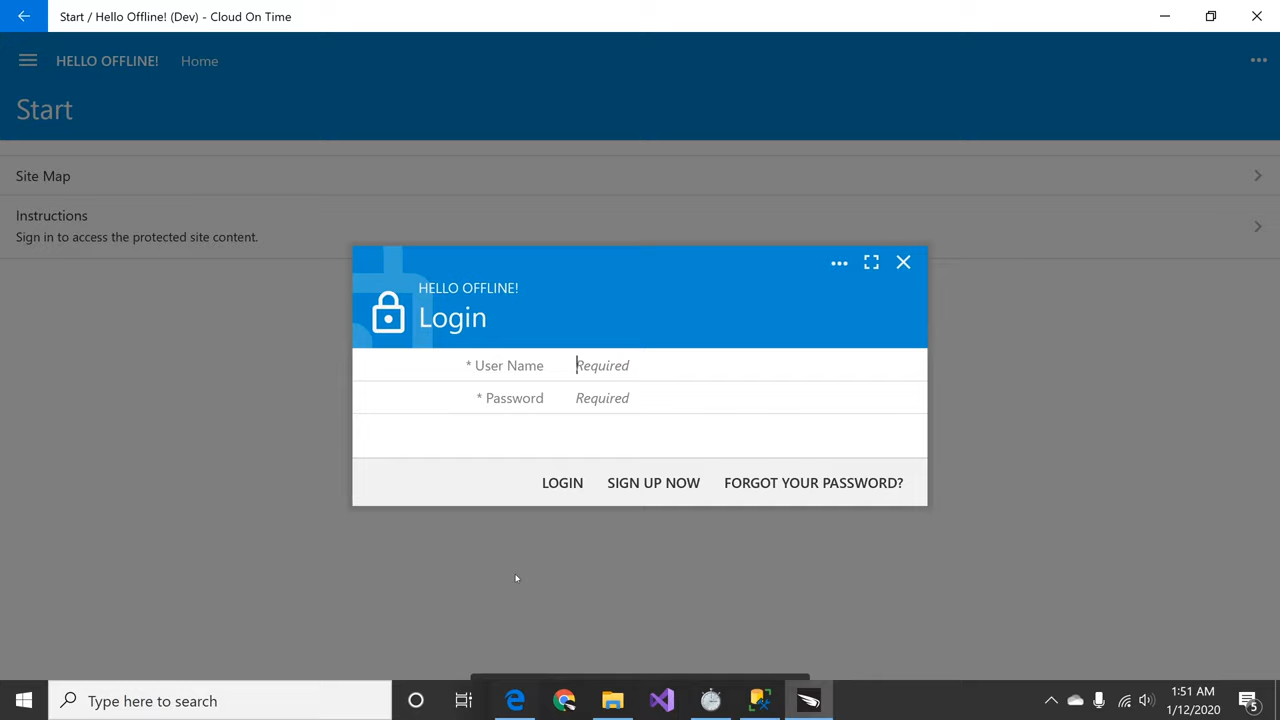 Start / Hello Offline! (Dev) - Cloud On Time
HELLO OFFLINE! Home
Start
Site Map
Instructions
Sign in to access the protected site content.
HELLO OFFLINE!
Login
* User Name Required
* Password Required
LOGIN SIGN UP NOW FORGOT YOUR PASSWORD?
Type here to search
1:51 AM
1/12/2020
5